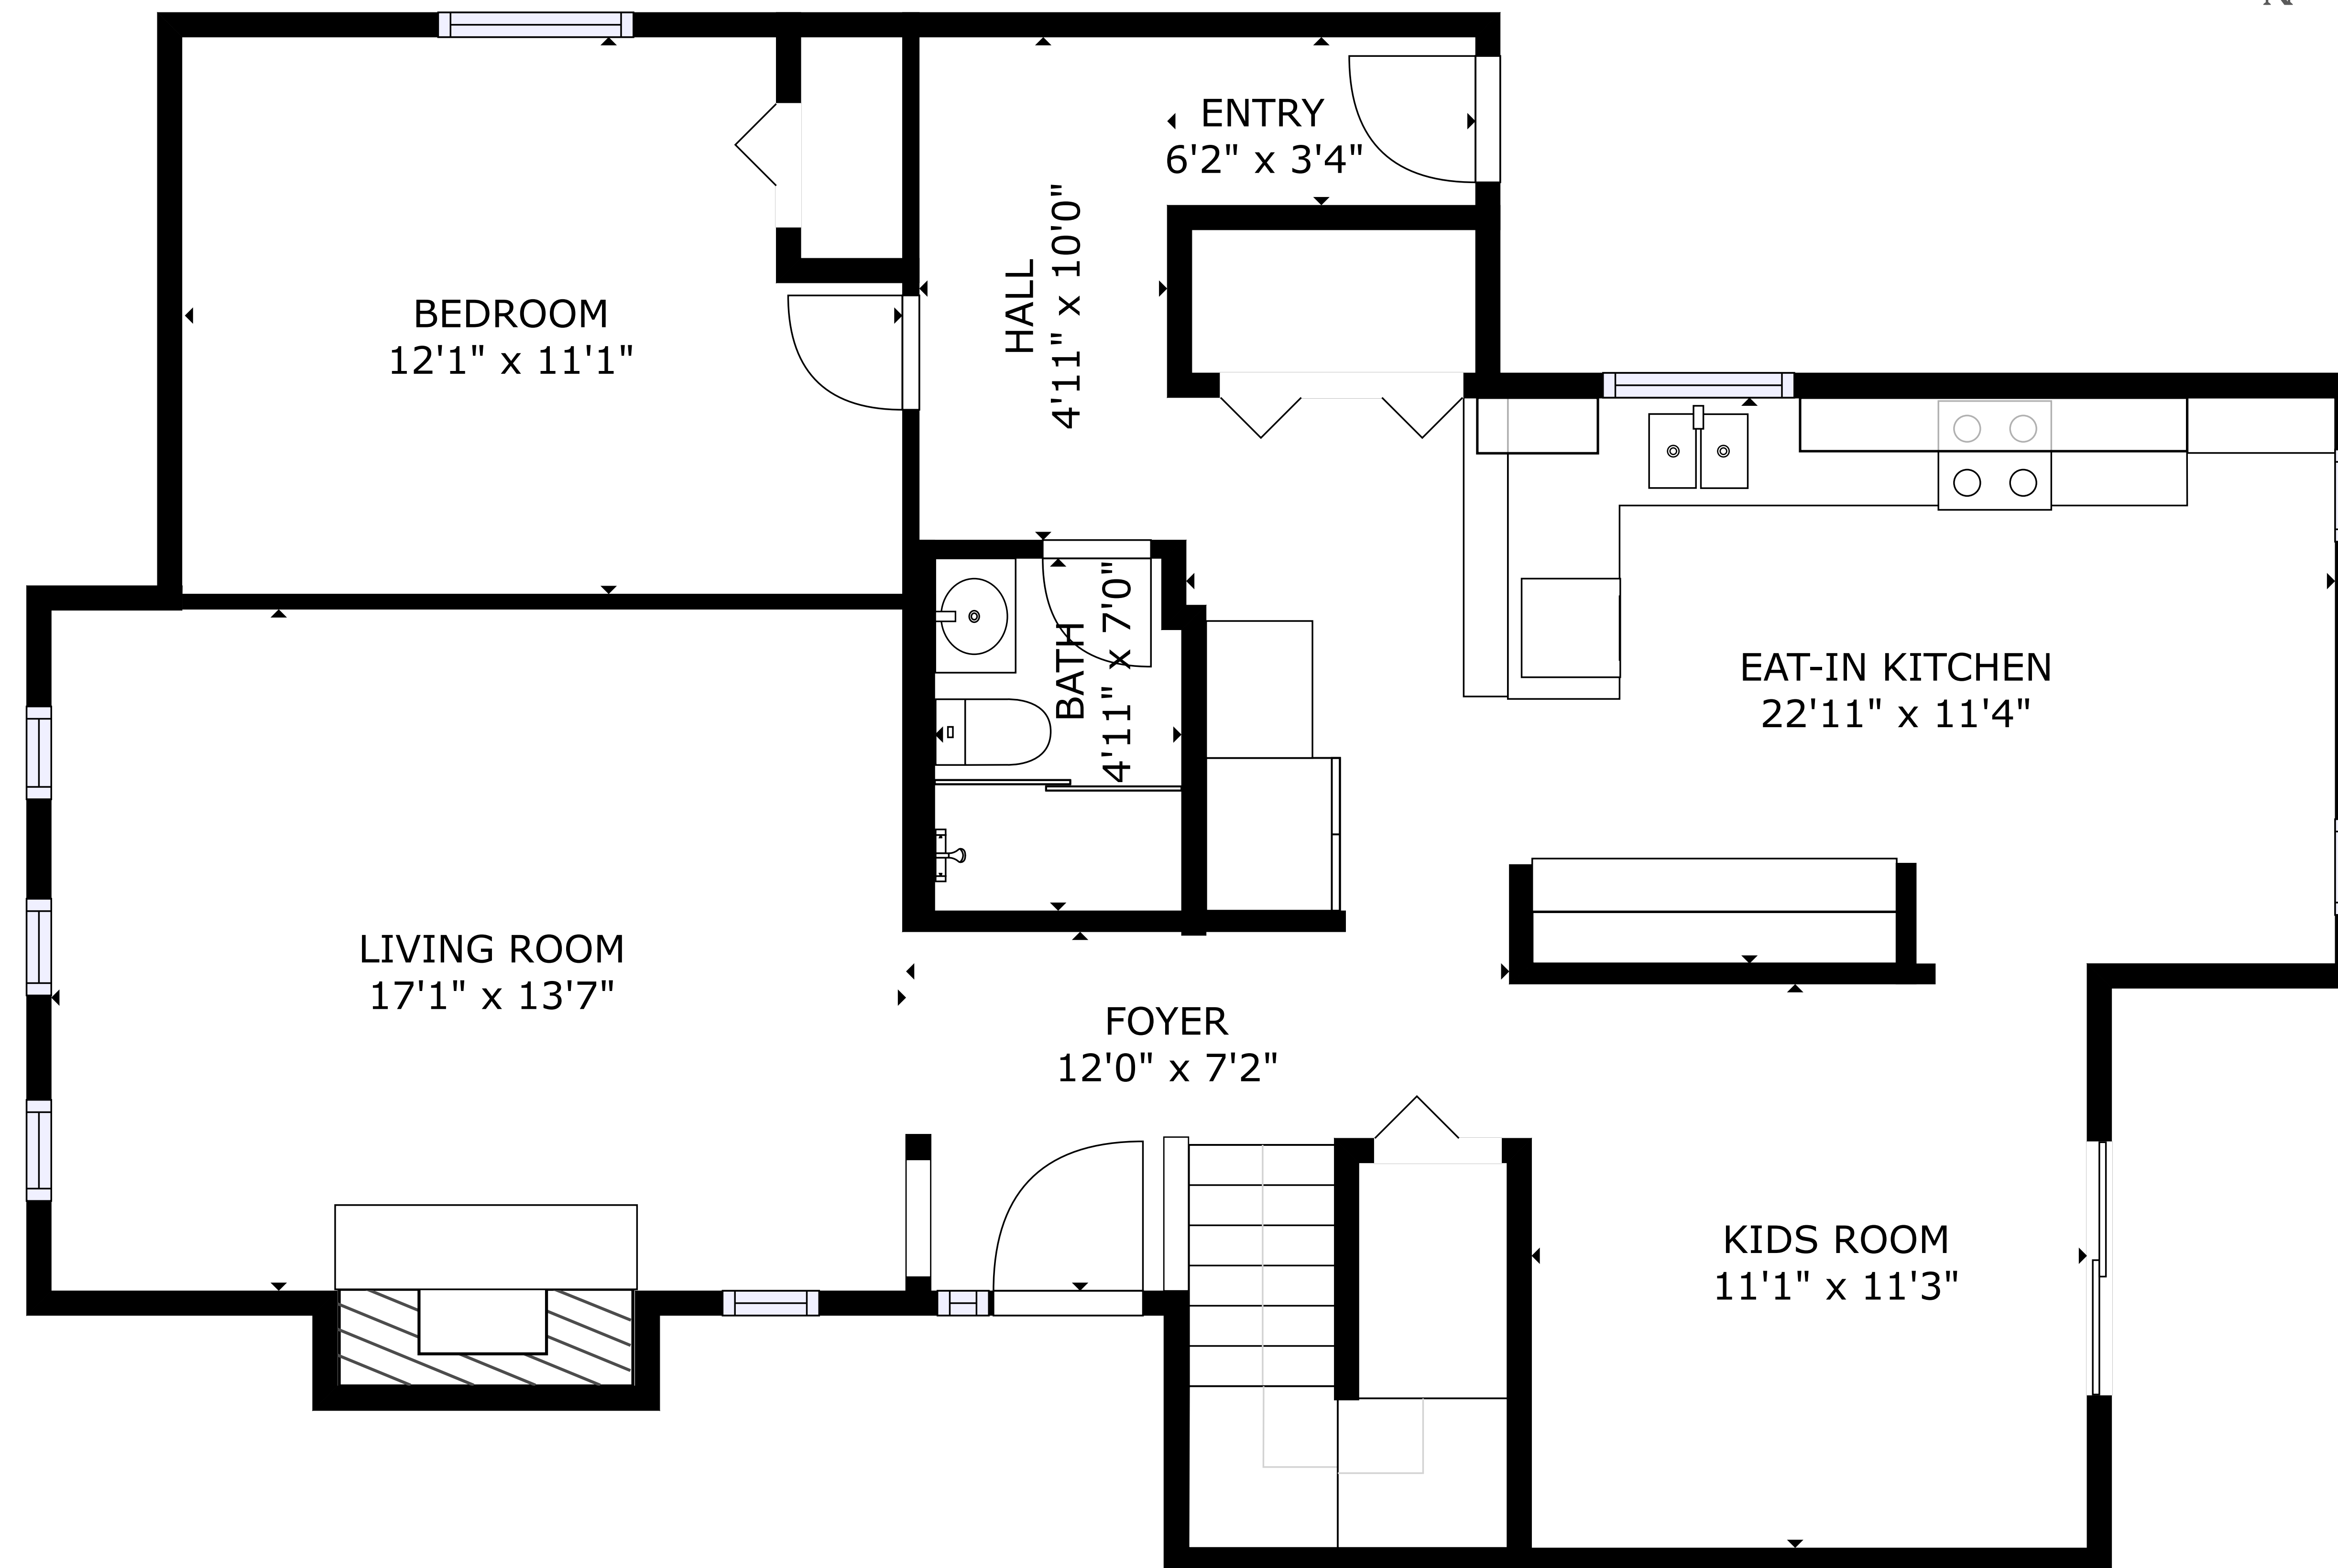 ENTRY
6'2" x 3'4"
HALL
4'11" x 10'0"
BEDROOM
12'1" x 11'1"
BATH
4'11" x 7'0"
EAT-IN KITCHEN
22'11" x 11'4"
LIVING ROOM
17'1" x 13'7"
FOYER
12'0" x 7'2"
KIDS ROOM
11'1" x 11'3"